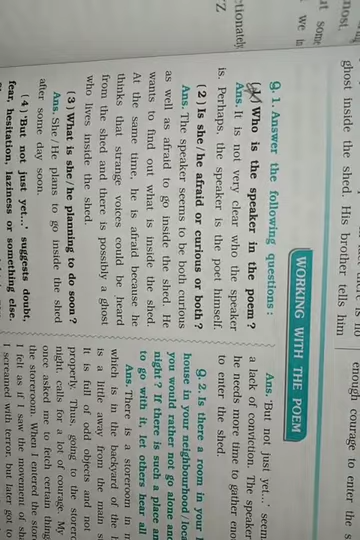 nost.
ut some
we is
ctionately
Z
ghost inside the shed. His brother tells him
enough courage to enter the s
WORKING WITH THE POEM
Q. 1. Answer the following questions :
(1) Who is the speaker in the poem ?
Ans. It is not very clear who the speaker
is. Perhaps, the speaker is the poet himself.
(2) Is she/he afraid or curious or both ?
Ans. The speaker seems to be both curious
as well as afraid to go inside the shed. He
wants to find out what is inside the shed.
At the same time, he is afraid because he
thinks that strange voices could be heard
from the shed and there is possibly a ghost
who lives inside the shed.
(3) What is she/he planning to do soon ?
Ans. She/He plans to go inside the shed
after some day soon.
(4) 'But not just yet...' suggests doubt,
fear, hesitation, laziness or something else.
Ans. 'But not just yet...' seem
a lack of conviction. The speaker
he needs more time to gather eno
to enter the shed.
Q. 2. Is there a room in your
house in your neighbourhood/loca
you would rather not go alone and
night ? If there is such a place an
to go with it, let others hear all
Ans. There is a storeroom in m
which is in the backyard of the
is a little away from the main
It is full of odd objects and not
properly. Thus, going to the storeroo
night, calls for a lot of courage. My
once asked me to fetch certain thing
the storeroom. When I entered the store
I felt as if I saw the movement of sha
I screamed with terror, but later got to